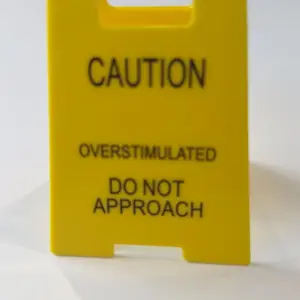 CAUTION
OVERSTIMULATED
DO NOT
APPROACH